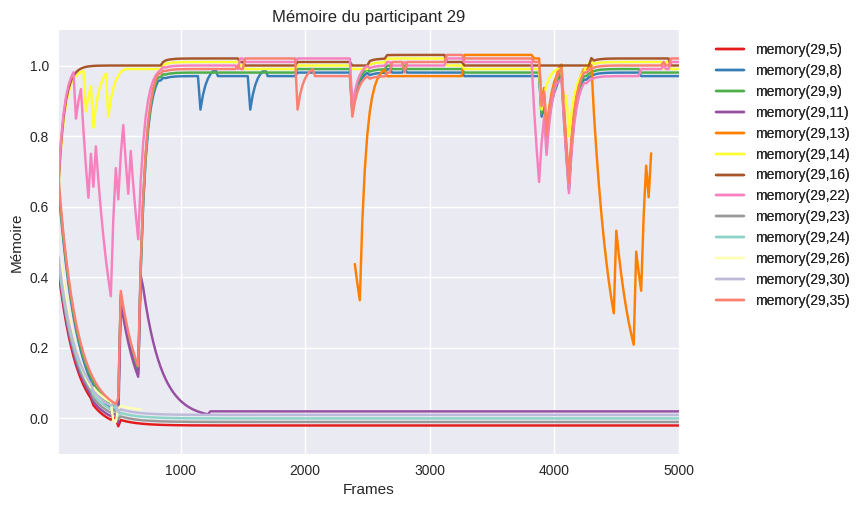 Mémoire du participant 29
Mémoire
1.0
0.8
0.6
0.4
0.2
0.0
1000 2000 3000 4000 5000
Frames
memory(29,5)
memory(29,8)
memory(29,9)
memory(29,11)
memory(29,13)
memory(29,14)
memory(29,16)
memory(29,22)
memory(29,23)
memory(29,24)
memory(29,26)
memory(29,30)
memory(29,35)